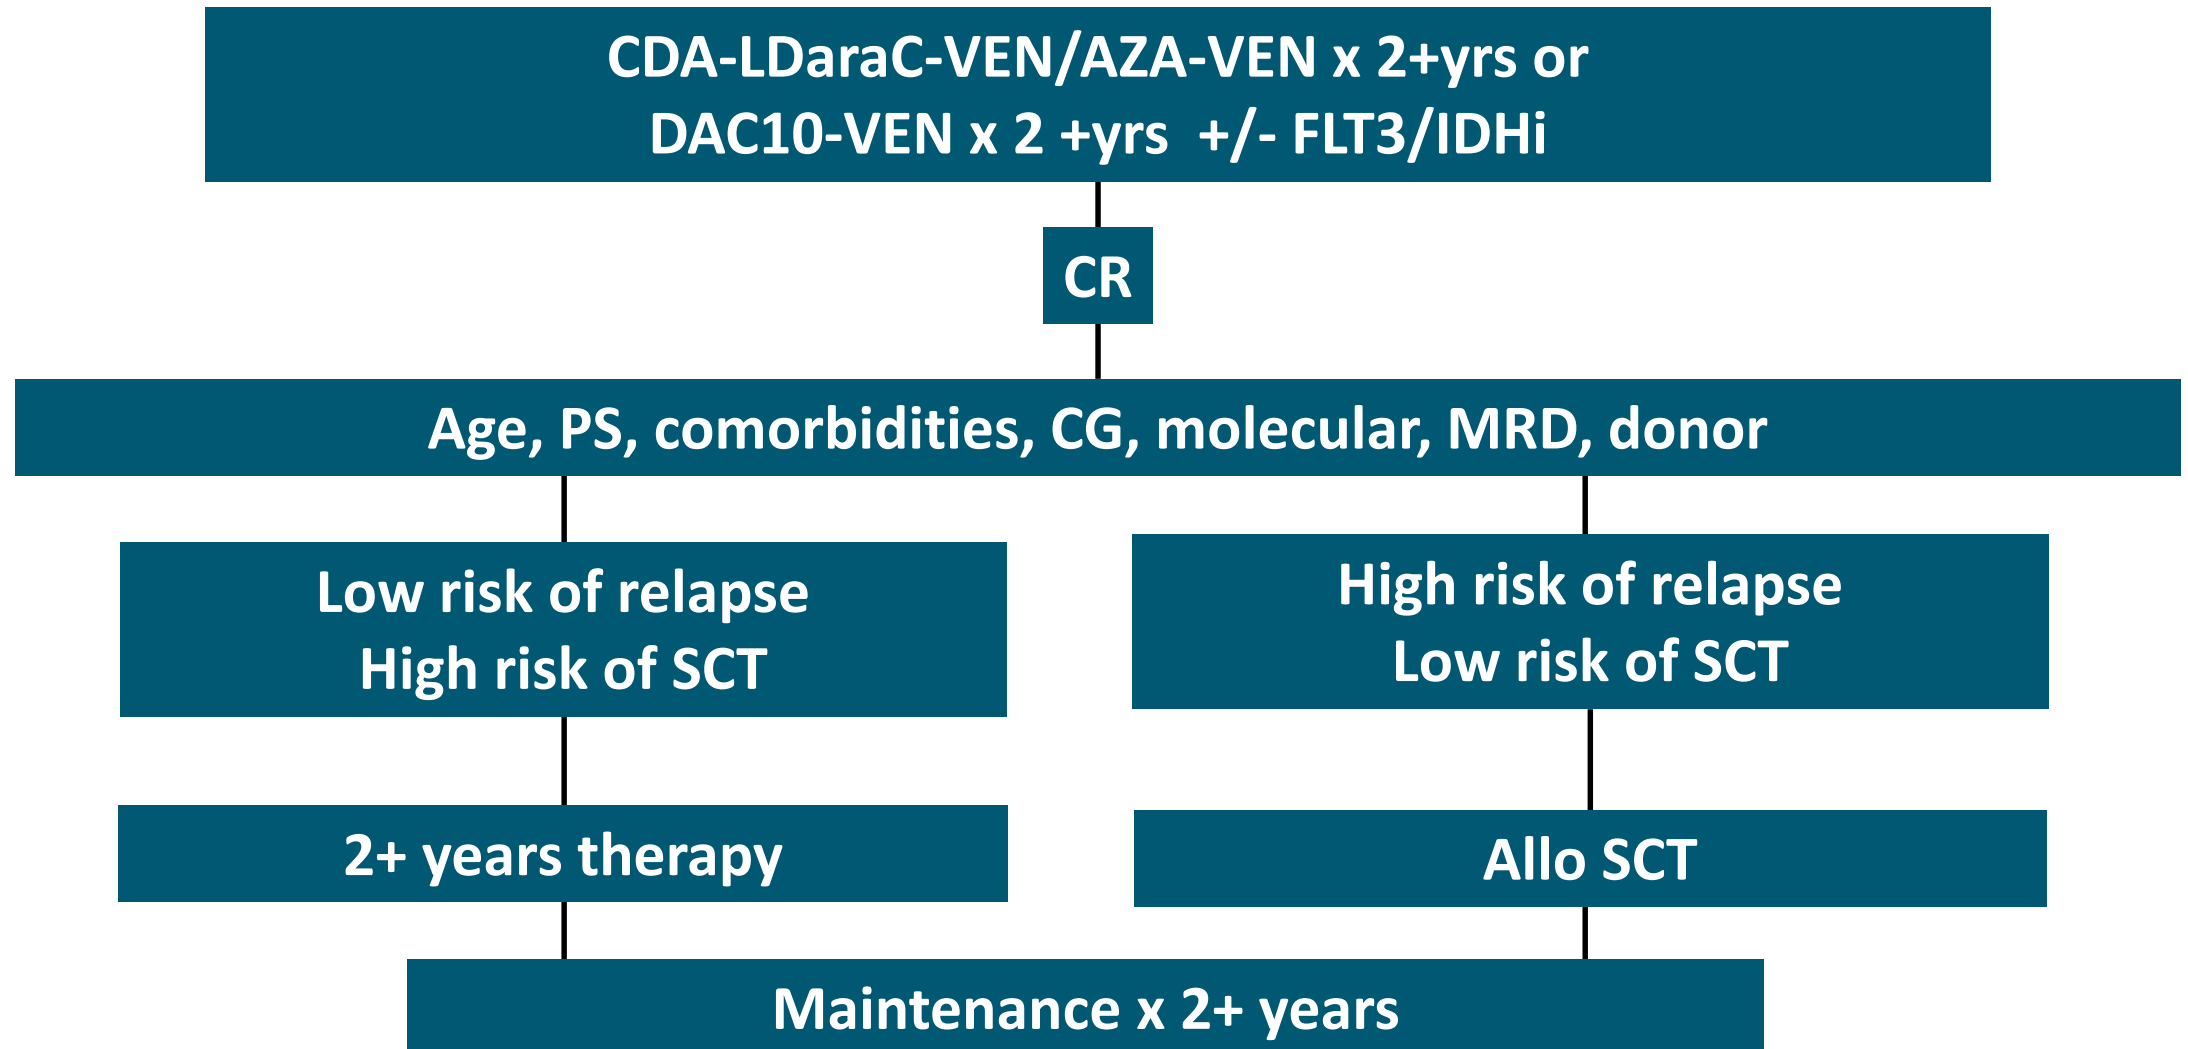 CDA-LDaraC-VEN/AZA-VEN x 2+yrs or
DAC10-VEN x 2 +yrs  +/- FLT3/IDHi
CR
Age, PS, comorbidities, CG, molecular, MRD, donor
Low risk of relapse
High risk of SCT
High risk of relapse
Low risk of SCT
2+ years therapy
Allo SCT
Maintenance x 2+ years